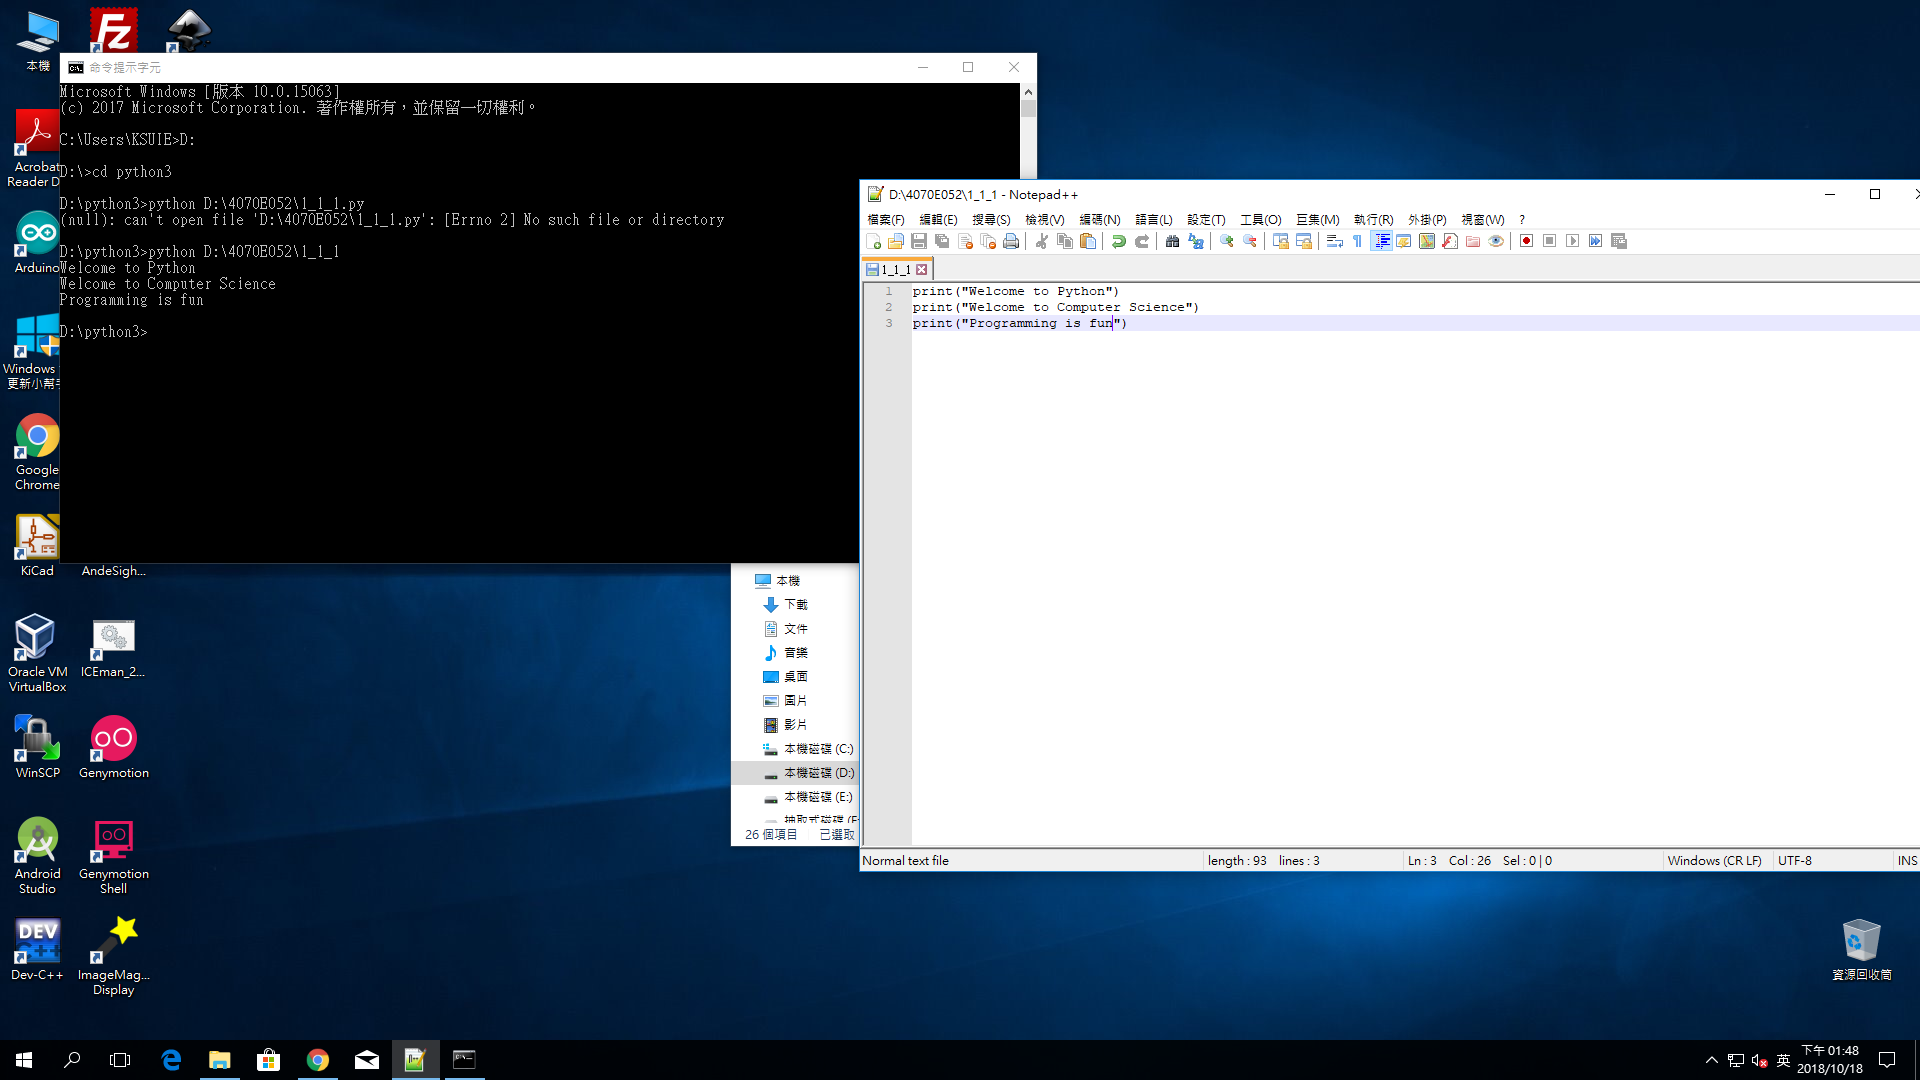 本機
命令提示字元
Microsoft Windows [版本 10.0.15063]
(c) 2017 Microsoft Corporation. 著作權所有，並保留一切權利。
C:\Users\KSUIE>D:
D:\>cd python3
D:\python3>python D:\4070E052\1_1_1.py
(null): can't open file 'D:\4070E052\1_1_1.py': [Errno 2] No such file or directory
D:\python3>python D:\4070E052\1_1_1
Welcome to Python
Welcome to Computer Science
Programming is fun
D:\python3>
Acrobat
Reader D
Arduino
Windows
更新小幫手
Google
Chrome
KiCad
AndeSigh...
Oracle VM
VirtualBox
ICEman_2...
WinSCP
Genymotion
Android
Studio
Genymotion
Shell
Dev-C++
ImageMag...
Display
D:\4070E052\1_1_1 - Notepad++
檔案(F) 編輯(E) 搜尋(S) 檢視(V) 編碼(N) 語言(L) 設定(T) 工具(O) 巨集(M) 執行(R) 外掛(P) 視窗(W) ?
1_1_1
1 print("Welcome to Python")
2 print("Welcome to Computer Science")
3 print("Programming is fun")
Normal text file length : 93 lines : 3 Ln : 3 Col : 26 Sel : 0 | 0 Windows (CR LF) UTF-8 INS
本機
下載
文件
音樂
桌面
圖片
影片
本機磁碟 (C:)
本機磁碟 (D:)
本機磁碟 (E:)
抽取式磁碟 (F:
26 個項目 已選取
資源回收筒
英
下午 01:48
2018/10/18